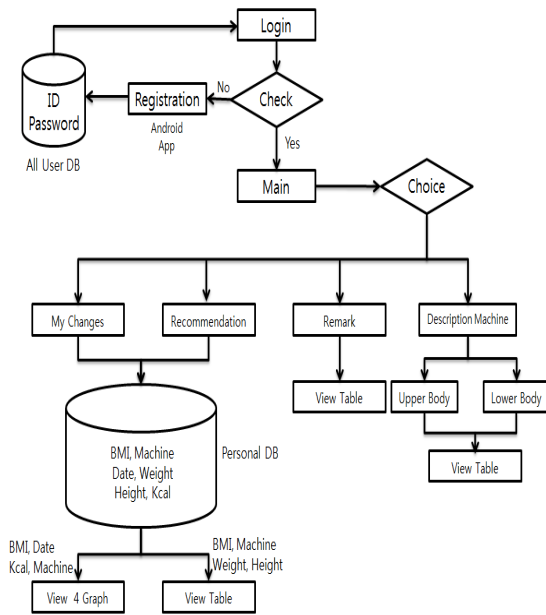 Login
ID
Password
Registration
No
Check
Android
App
Yes
All User DB
Main
Choice
My Changes
Recommendation
Remark
Description Machine
View Table
Upper Body
Lower Body
View Table
BMI, Machine
Date, Weight
Height, Kcal
Personal DB
BMI, Date
Kcal, Machine
BMI, Machine
Weight, Height
View 4 Graph
View Table